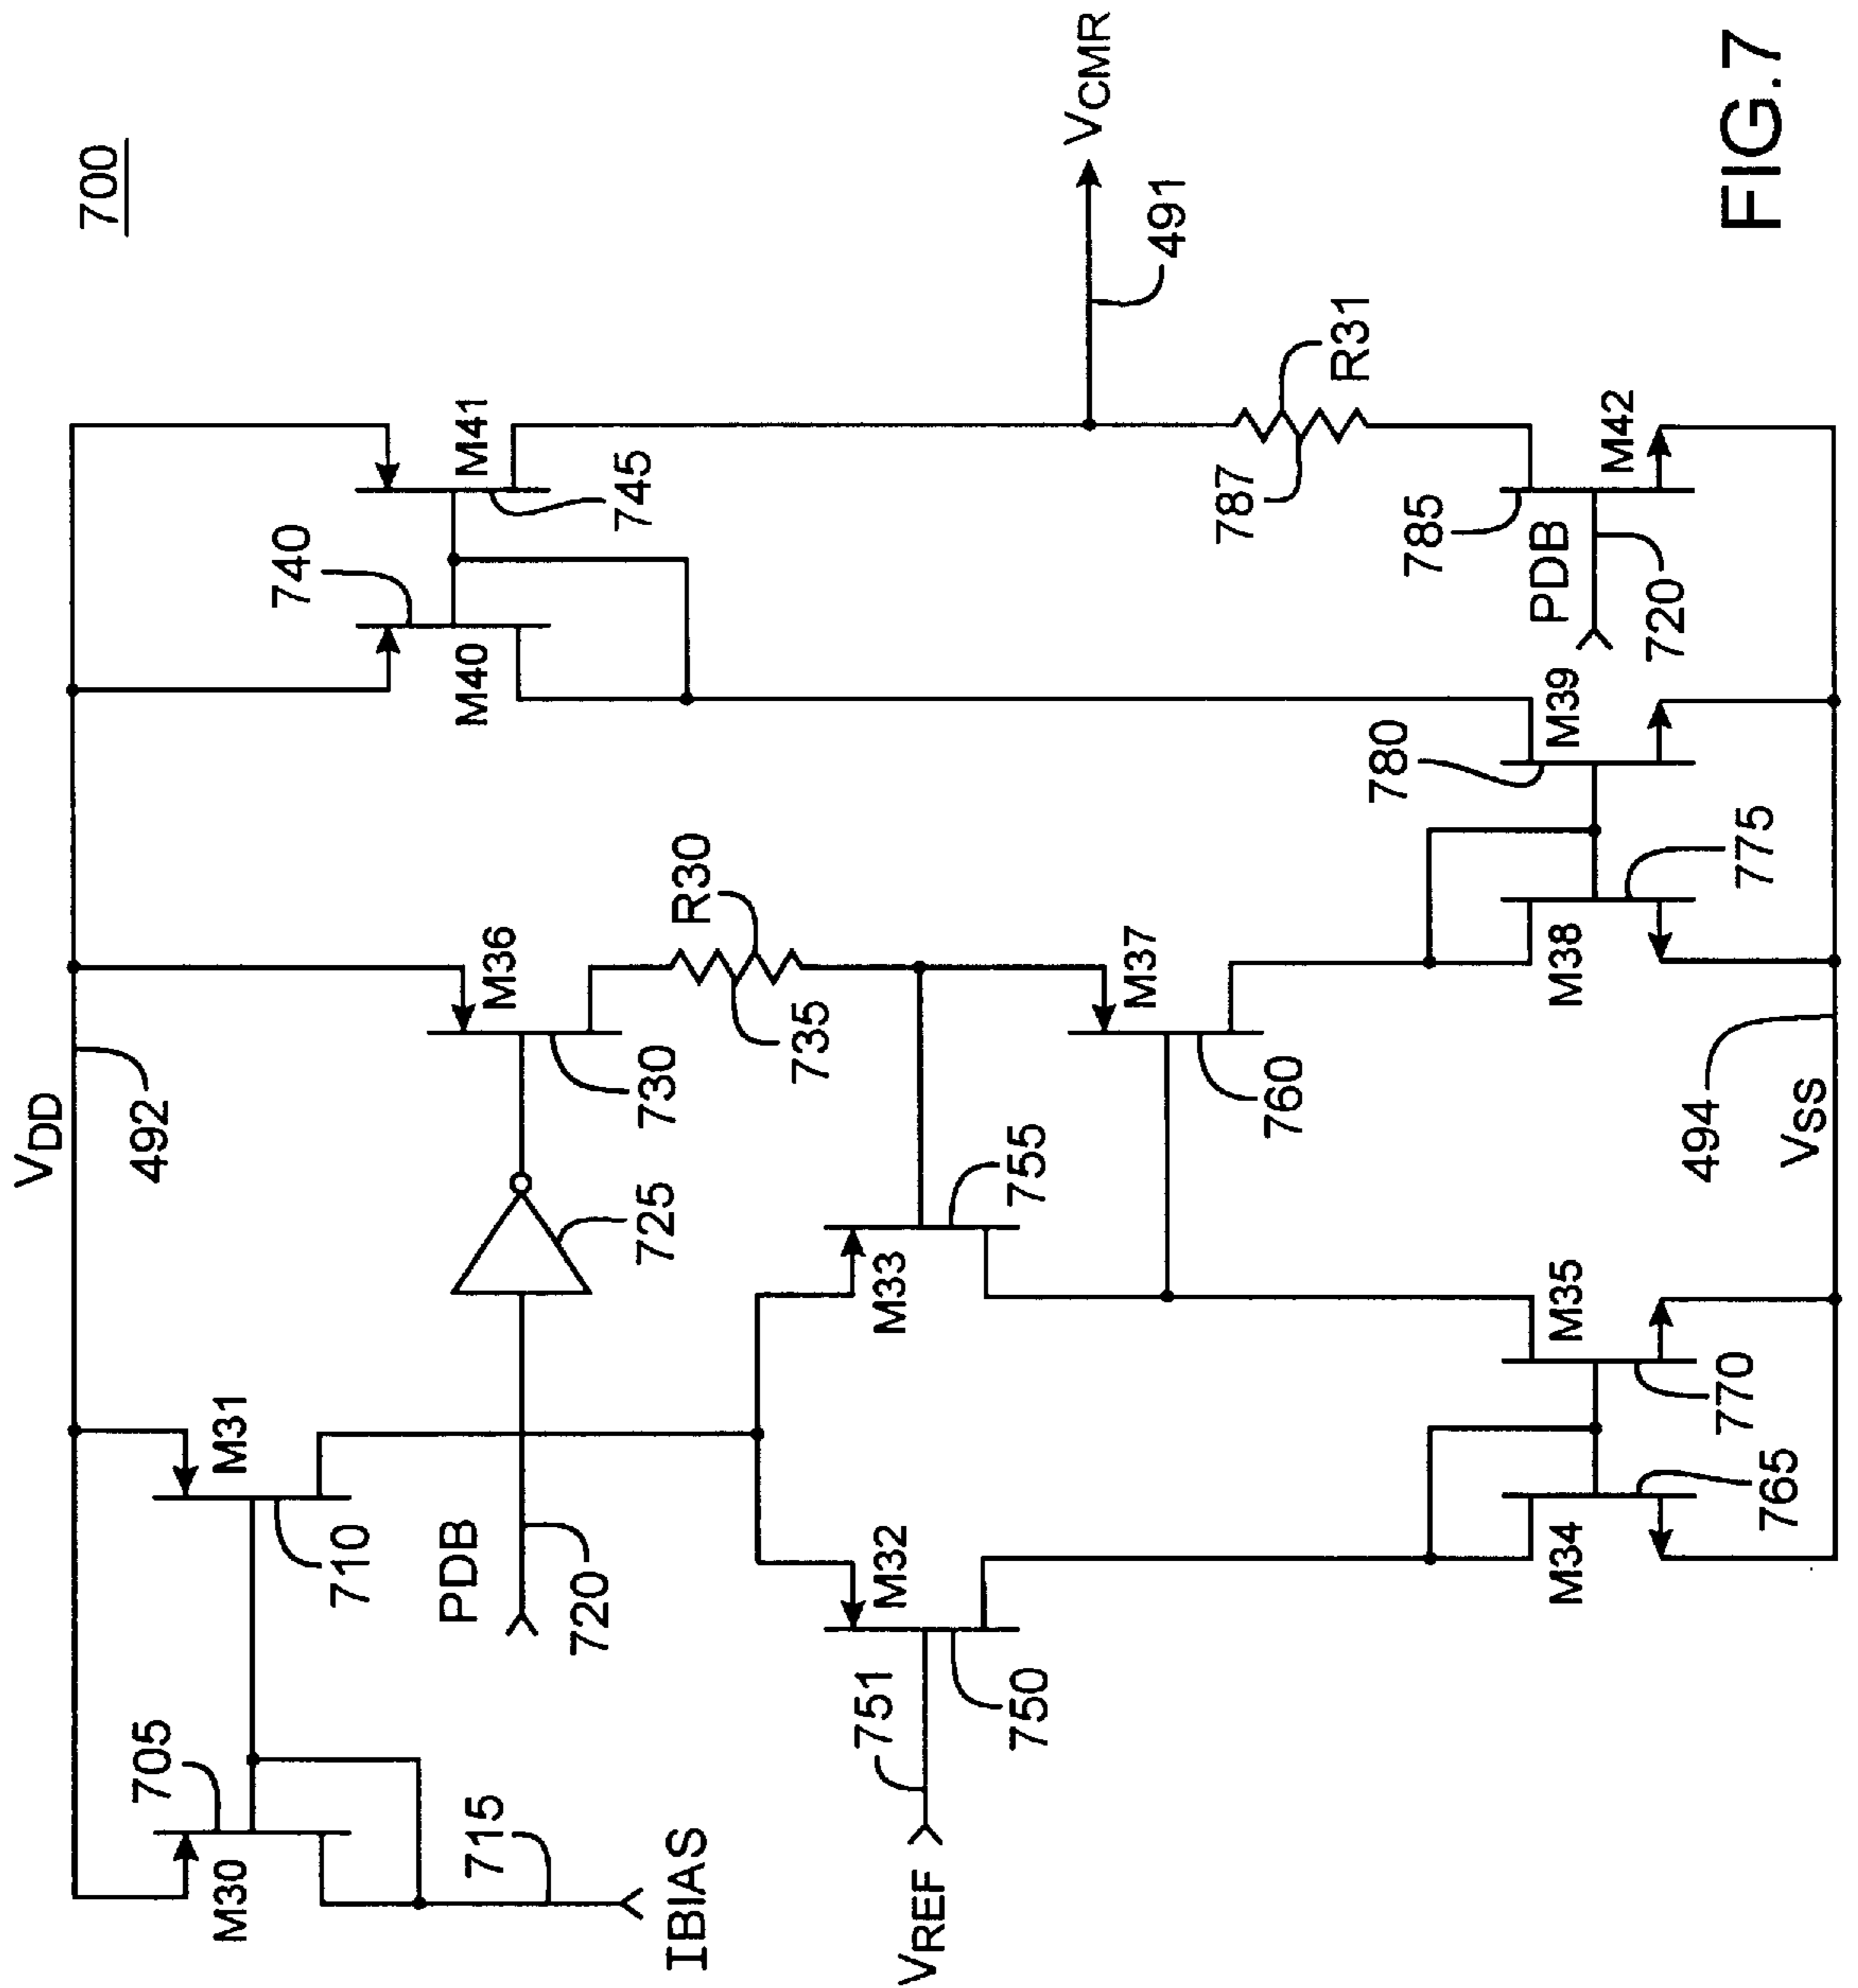 700
VDD
492
705
M30
715
IBIAS
M31
710
PDB
720
725
M36
730
R30
735
740
M40
M41
745
VCMR
491
VREF
751
M32
750
M33
755
M37
760
R31
787
M34
765
M35
770
M38
775
M39
780
785
M42
PDB
720
494
VSS
FIG.7